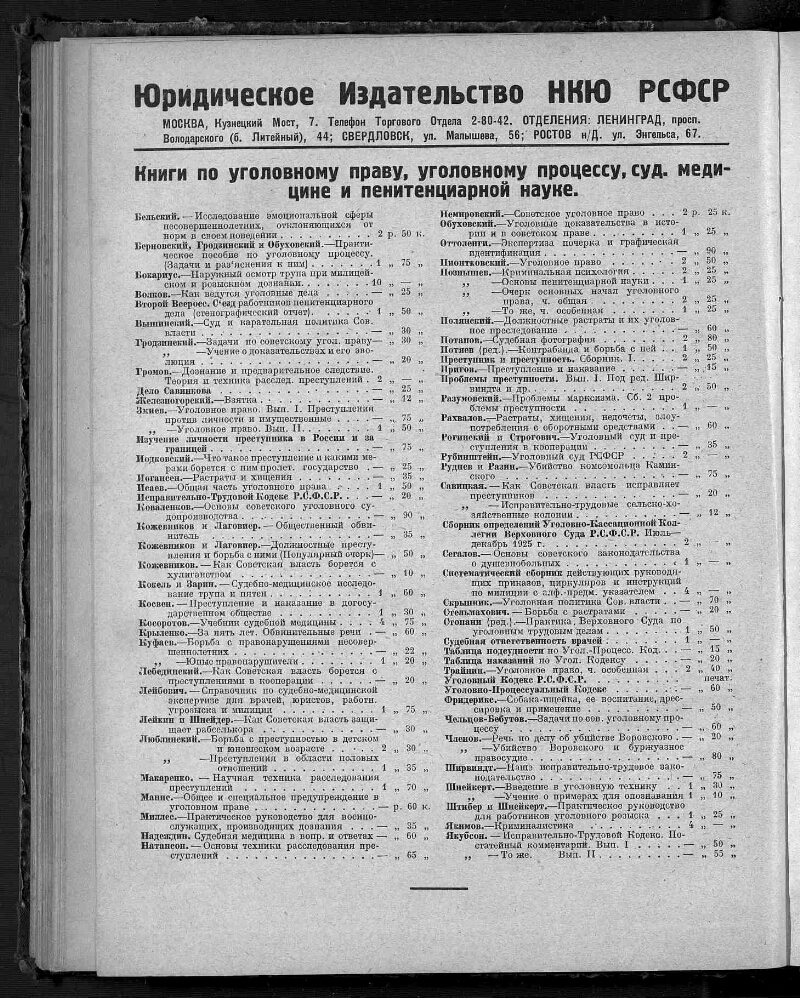 Юридическое Издательство НКЮ РСФСР
МОСКВА, Кузнецкий Мост, 7. Телефон Торгового Отдела 2-80-42. ОТДЕЛЕНИЯ: ЛЕНИНГРАД, просп.
Володарского (б. Литейный), 44; СВЕРДЛОВСК, ул. Малышева, 56; РОСТОВ н/Д. ул. Энгельса, 67.
Книги по уголовному праву, уголовному процессу, суд. меди-
цине и пенитенциарной науке.
Бельский. — Исследование эмоциональной сферы
несовершеннолетних, отклоняющихся от
норм в своем поведении . . . . . . . . . 2 р. 50 к.
Берновский, Гродзинский и Обуховский.—Практи-
ческое пособие по уголовному процессу.
(Задачи и раз'яснения к ним) . . . . . . . 1 „ 75 „
Бокариус.—Наружный осмотр трупа при милицей-
ском и розыскном дознании . . . . . . . 10 „ — „
Волков.—Как ведутся уголовные дела . . . . . — „ 25 „
Второй Всеросс. С'езд работников пенитенциарного
дела (стенографический отчет) . . . . . . 1 „ 50 „
Вышинский.—Суд и карательная политика Сов.
власти . . . . . . . . . . . . . . . . — „ 30 „
Гродзинский.—Задачи по советскому угол. праву— „ 30 „
„ —Учение о доказательствах и его эво-
люция . . . . . . . . . . . . . . . — „ 20 „
Громов.—Дознание и предварительное следствие.
Теория и техника расслед. преступлений . 2 — „
Дело Савинкова . . . . . . . . . . . . . . — „ 25 „
Железногорский.—Взятка . . . . . . . . . . — „ 12 „
Змиев.—Уголовное право. Вып. I. Преступления
против личности и имущественные . . . . — „ 75 „
„ —Уголовное право. Вып. II . . . . . . . 1 „ 50 „
Изучение личности преступника в России и за
границей . . . . . . . . . . . . . . . — „ 75 „
Иодковский.—Что такое преступление и какими ме-
рами борется с ним пролет. государство . — „ 25 „
Иогансен.—Растраты и хищения . . . . . . . — „ 35 „
Исаев.—Общая часть уголовного права . . . . 1 „ 50 „
Исправительно-Трудовой Кодекс Р.С.Ф.С.Р. . . — „ 20 „
Коваленков.—Основы советского уголовного су-
допроизводства . . . . . . . . . . . . — „ 90 „
Кожевников и Лаговиер.—Общественный обви-
нитель . . . . . . . . . . . . . . . . — „ 35 „
Кожевников и Лаговиер.—Должностные престу-
пления и борьба с ними (Популярный очерк)— „ 50 „
Кожевников.—Как Советская власть борется с
хулиганством . . . . . . . . . . . . . — „ 10 „
Кокель и Зарин.—Судебно-медицинское исследо-
вание трупа и пятен . . . . . . . . . . 1 „ 60 „
Косвен.—Преступление и наказание в догосу-
дарственном обществе . . . . . . . . . 1 „ 30 „
Косоротов.—Учебник судебной медицины . . . . 4 „ 75 „
Крыленко.—За пять лет. Обвинительные речи . — „ 60 „
Куфаев.—Борьба с правонарушениями несовер-
шеннолетних . . . . . . . . . . . . . — „ 22 „
„ —Юные правонарушители . . . . . . . 1 „ 20 „
Лебединский.—Как Советская власть борется с
преступлениями в кооперации . . . . . . — „ 20 „
Лейбович.—Справочник по судебно-медицинской
экспертизе для врачей, юристов, работн.
угрозыска и милиции . . . . . . . . . . 1 „ 75 „
Лейкин и Шнейдер.—Как Советская власть защи-
щает рабселькора . . . . . . . . . . . — „ 30 „
Люблинский.—Борьба с преступностью в детском
и юношеском возрасте . . . . . . . . . 2 „ 30 „
„ —Преступления в области половых
отношений . . . . . . . . . . . . . 1 „ 35 „
Макаренко. — Научная техника расследования
преступлений . . . . . . . . . . . . . 1 „ 70 „
Маннс.—Общее и специальное предупреждение в
уголовном праве . . . . . . . . . . . . — р. 60 к.
Миллес.—Практическое руководство для военно-
служащих, производящих дознания . . . — „ 35 „
Надеждин. Судебная медицина в вопр. и ответах — „ 60 „
Натансон.—Основы техники расследования пре-
ступлений . . . . . . . . . . . . . . . — „ 65 „
Немировский.—Советское уголовное право . . . 2 р. 25 к.
Обуховский.—Уголовные доказательства в исто-
рии и в советском праве . . . . . . . . 1 „ 25 „
Оттоленги.—Экспертиза почерка и графическая
идентификация . . . . . . . . . . . . — „ 90 „
Пионтковский.—Уголовное право . . . . . . . 2 „ 50 „
Познышев.—Криминальная психология . . . . . 2 „ 25 „
„ —Основы пенитенциарной науки . . 1 „ 25 „
„ —Очерк основных начал уголовного
права, ч. общая . . . . . . . . . . 2 „ 25 „
„ —То же, ч. особенная . . . . . . . . 1 „ 25 „
Полянский.—Должностные растраты и их уголов-
ное преследование . . . . . . . . . . . — „ 60 „
Потапов.—Судебная фотография . . . . . . . 2 „ 80 „
Потяев (ред.).—Контрабанда и борьба с ней . . 1 „ 50 „
Преступник и преступность. Сборник. I . . . . 2 „ 25 „
Пригов.—Преступление и наказание . . . . . . — „ 45 „
Проблемы преступности. Вып. I. Под ред. Шир-
виндта и др. . . . . . . . . . . . . . 2 „ 50 „
Разумовский.—Проблемы марксизма. Сб. 2 про-
блемы преступности . . . . . . . . . . 1 „ — „
Рахвалов.—Растраты, хищения, недочеты, злоу-
потребления с оборотными средствами . . — „ 60 „
Рогинский и Строгович.—Уголовный суд и пре-
ступления в кооперации . . . . . . . . — „ 35 „
Рубинштейн.—Уголовный суд РСФСР . . . . . 2 — „
Руднев и Разин.—Убийство комсомольца Камин-
ского . . . . . . . . . . . . . . . . — „ 75 „
Савицкая.—Как Советская власть исправляет
преступников . . . . . . . . . . . . . — „ 20 „
„ —Исправительно-трудовые сельско-хо-
зяйственные колонии . . . . . . . . — „ 12 „
Сборник определений Уголовно-Кассационной Кол-
легии Верховного Суда Р.С.Ф.С.Р. Июль—
декабрь 1925 г. . . . . . . . . . . . . 2 „ — „
Сегалов.—Основы советского законодательства
о душевнобольных . . . . . . . . . . . 1 „ — „
Систематический сборник действующих руководя-
щих приказов, циркуляров и инструкций
по милиции с алф.-предм. указателем . . 4 „ — „
Скрышник.—Уголовная политика Сов. власти . . — „ 70 „
Стельмахович.—Борьба с растратами . . . . . — „ 20 „
Стопани (ред.).—Практика Верховного Суда по
уголовным трудовым делам . . . . . . . 1 „ 50 „
Судебная ответственность врачей . . . . . . . 1 „ — „
Таблица подсудности по Угол.-Процесс. Код. . . — „ 15 „
Таблица наказаний по Угол. Кодексу . . . . . — „ 20 „
Трайнин.—Уголовное право, ч. особенная . . . 2 „ 40 „
Уголовный Кодекс Р.С.Ф.С.Р. . . . . . . . . печат.
Уголовно-Процессуальный Кодекс . . . . . . . — „ 60 „
Фридерикс.—Собака-ищейка, ее воспитание, дрес-
сировка и применение . . . . . . . . . — „ 50 „
Чельцов-Бебутов.—Задачи по сов. уголовному про-
цессу . . . . . . . . . . . . . . . . — „ 60 „
Членов.—Речь по делу об убийстве Воровского . — „ 20 „
„ —Убийство Воровского и буржуазное
правосудие . . . . . . . . . . . . . — „ 80 „
Ширвиндт.—Наше исправительно-трудовое зако-
нодательство . . . . . . . . . . . . . — „ 75 „
Шнейкерт.—Введение в уголовную технику . . 1 „ 30 „
„ —Учение о приметах для опознавания 1 „ 10 „
Штибер и Шнейкерт.—Практическое руководство
для работников уголовного розыска . . . 1 „ 25 „
Якимов.—Криминалистика . . . . . . . . . . 4 „ — „
Якубсон.—Исправительно-Трудовой Кодекс. По-
статейный комментарий. Вып. I . . . . . — „ 50 „
„ —То же. Вып. II . . . . . . . . . — „ 55 „